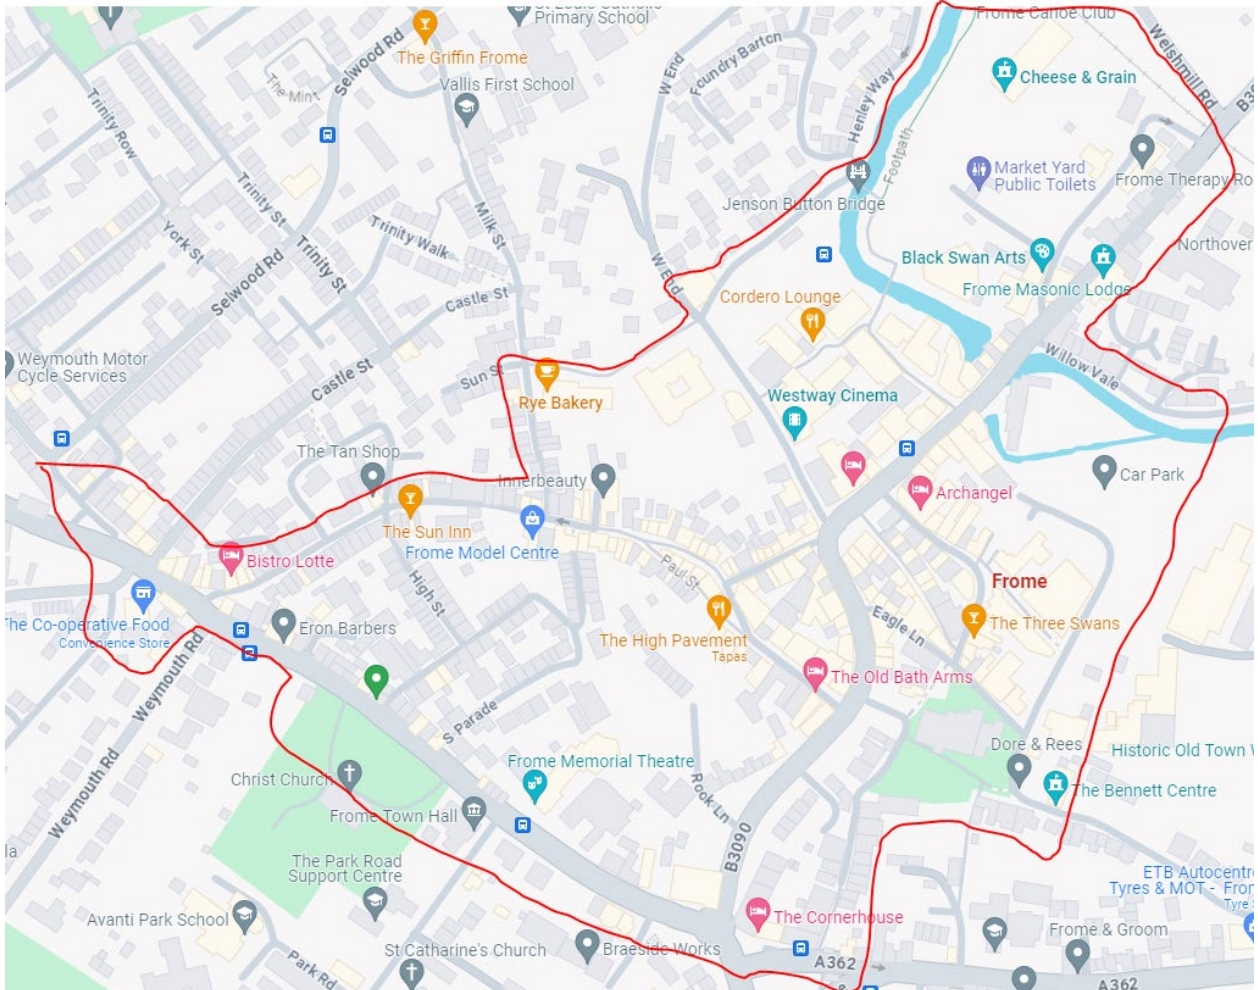 Primary School
Frome Canoe Club
Selwood Rd
The Griffin Frome
W End
Foundry Barton
Welshmill Rd
Cheese & Grain
The Mint
Vallis First School
Henley Way
Trinity Row
Footpath
Market Yard
Public Toilets
Frome Therapy Ro
Jenson Button Bridge
Trinity St
Milk St
York St
Trinity Walk
Trinity St
Selwood Rd
Northover
Black Swan Arts
Frome Masonic Lodge
W End
Castle St
Cordero Lounge
Weymouth Motor
Cycle Services
Castle St
Sun St
Willow Vale
Rye Bakery
Westway Cinema
The Tan Shop
Innerbeauty
Car Park
Archangel
The Sun Inn
Frome Model Centre
Bistro Lotte
Paul St
High St
Frome
The Co-operative Food
Convenience Store
Eron Barbers
Eagle Ln
The Three Swans
The High Pavement
Tapas
Weymouth Rd
The Old Bath Arms
S Parade
Dore & Rees
Historic Old Town W
Frome Memorial Theatre
Christ Church
The Bennett Centre
Weymouth Rd
Frome Town Hall
Rook Ln
la
The Park Road
Support Centre
B3090
ETB Autocentre
Tyres & MOT - Fro
Tyre S
Avanti Park School
The Cornerhouse
Frome & Groom
St Catharine's Church
Braeside Works
Park Rd
A362
A362